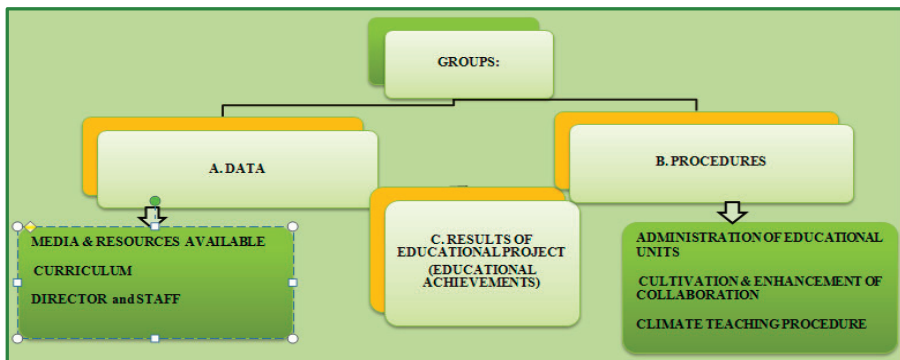 GROUPS:
A. DATA
B. PROCEDURES
C. RESULTS OF
EDUCATIONAL PROJECT
(EDUCATIONAL
ACHIEVEMENTS)
MEDIA & RESOURCES AVAILABLE
CURRICULUM
DIRECTOR and STAFF
ADMINISTRATION OF EDUCATIONAL
UNITS
CULTIVATION & ENHANCEMENT OF
COLLABORATION
CLIMATE TEACHING PROCEDURE